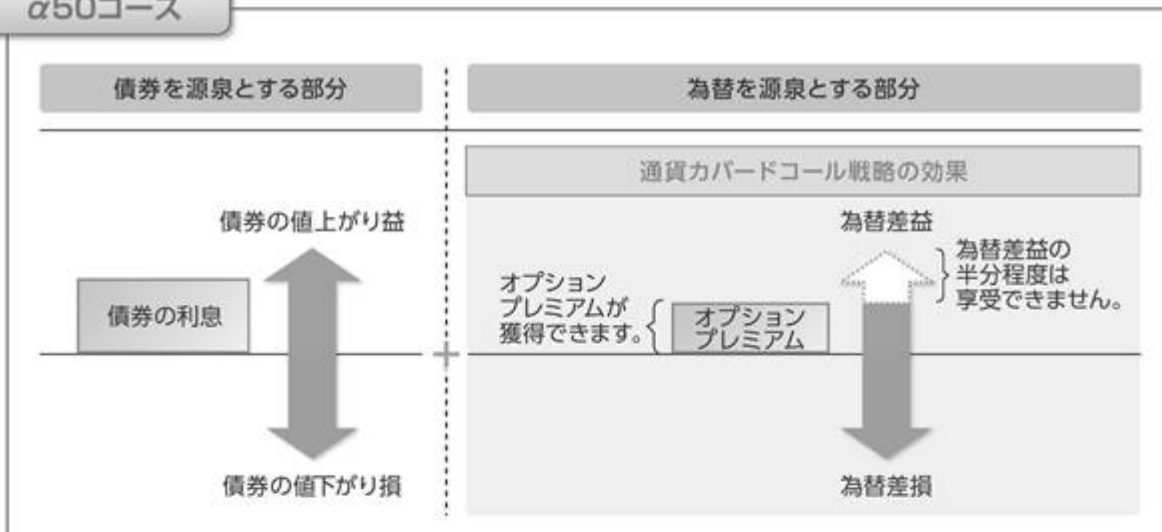 α50コース
債券を源泉とする部分
為替を源泉とする部分
通貨カバードコール戦略の効果
債券の値上がり益
債券の利息
債券の値下がり損
為替差益
為替差益の
半分程度は
享受できません。
オプション
プレミアムが
獲得できます。
オプション
プレミアム
+
為替差損